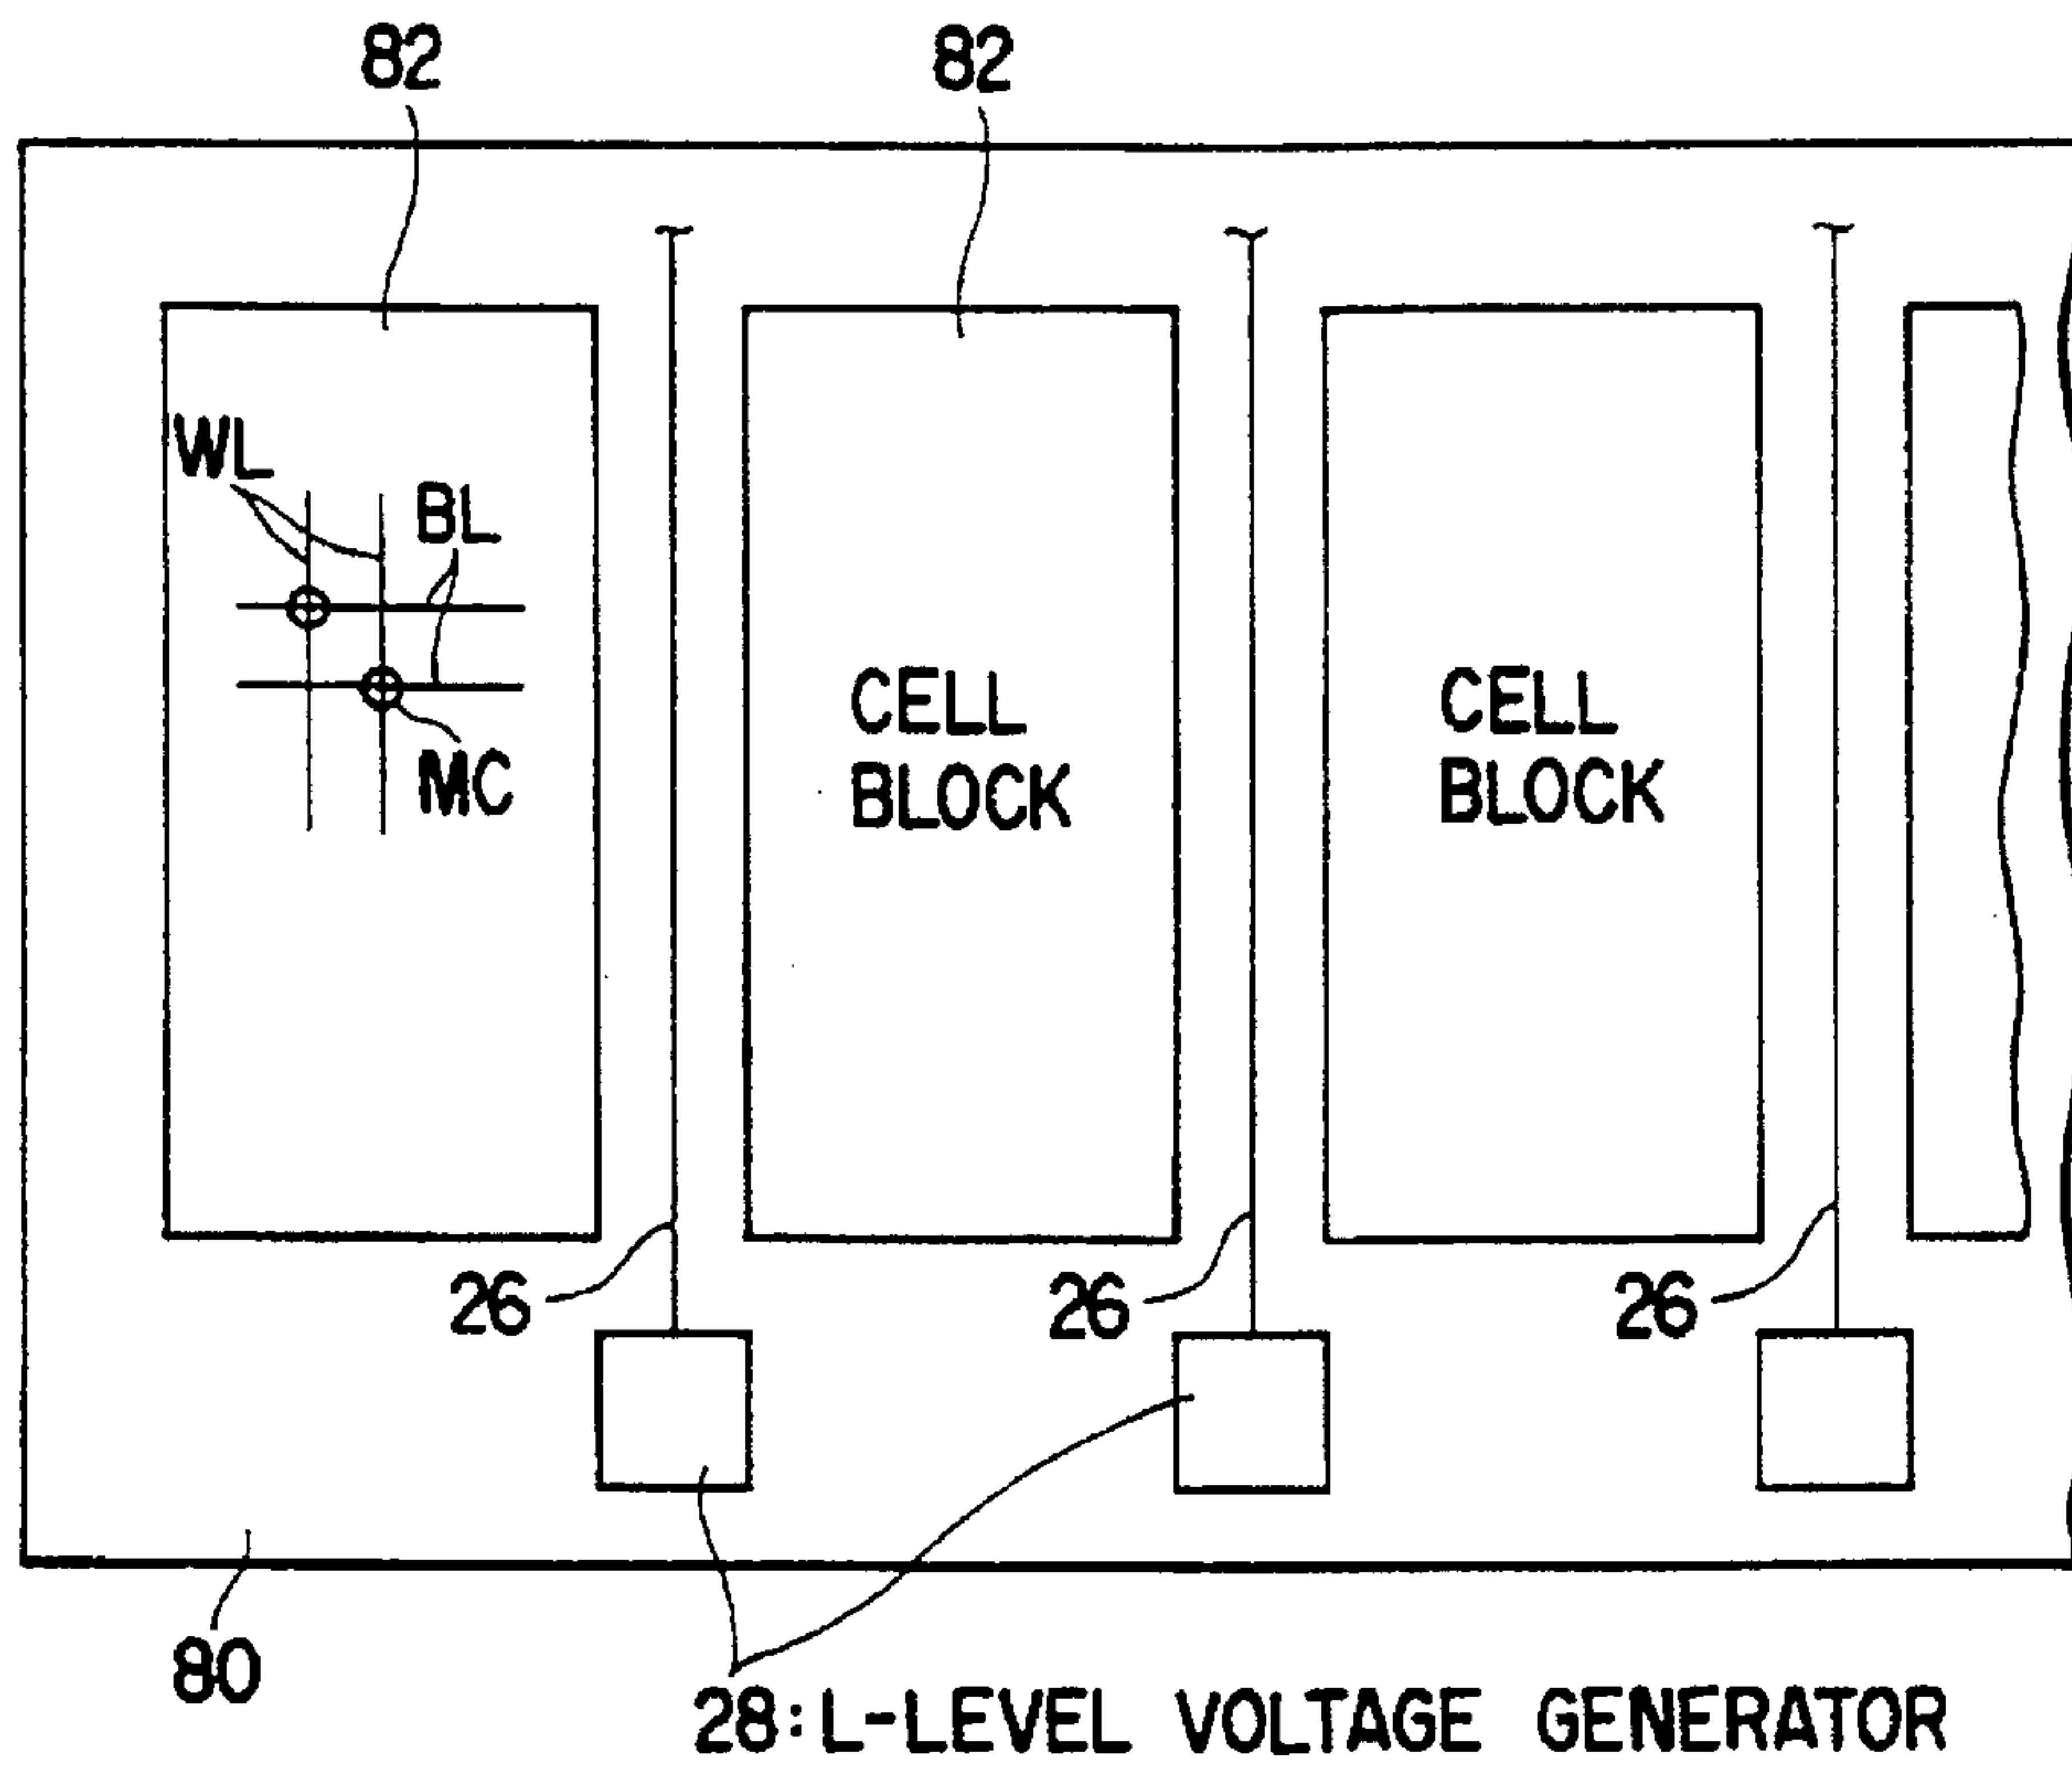 82
82
WL
BL
MC
CELL
BLOCK
CELL
BLOCK
26
26
26
80
28:L-LEVEL VOLTAGE GENERATOR